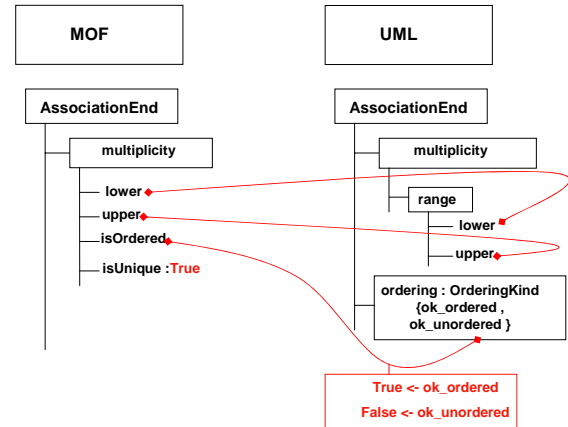 MOF
UML
AssociationEnd
multiplicity
lower
upper
isOrdered
isUnique :True
AssociationEnd
multiplicity
range
lower
upper
ordering : OrderingKind
{ok_ordered ,
ok_unordered }
True <- ok_ordered
False <- ok_unordered